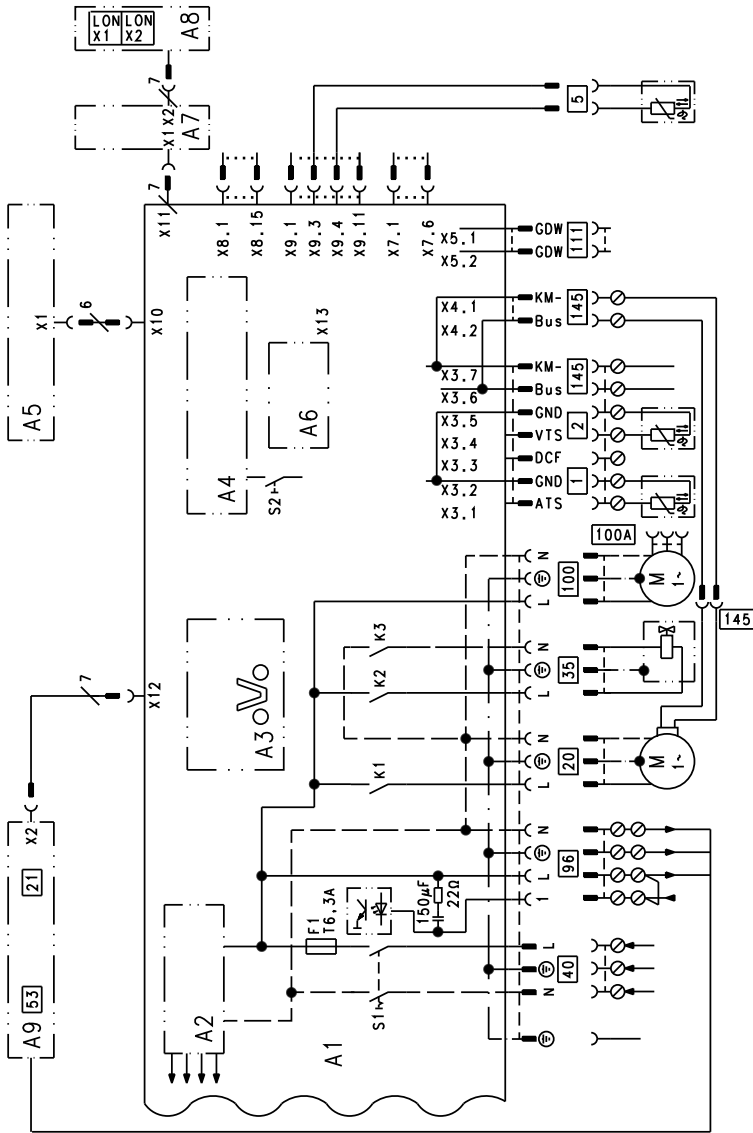 LON LON
X1 X2
A8
7
X1 X2
A7
7
X11
5
X8.1
X8.15
X9.1
X9.3
X9.4
X9.11
X7.1
X7.6
A5
X1
6
X10
X13
A6
A4
S2
X5.1
X5.2
GDW
GDW
111
X4.1
X4.2
KM-
Bus
145
X3.7
X3.6
KM-
Bus
145
X3.5
X3.4
X3.3
X3.2
X3.1
GND
VTS
2
DCF
GND
1
ATS
100A
N
L
100
M
1~
145
7
X12
A3
K3
K2
N
L
35
K1
N
L
20
M
1~
A9
53
21
X2
N
L
1
96
150µF
22Ω
F1
T6.3A
A2
S1
A1
L
N
40